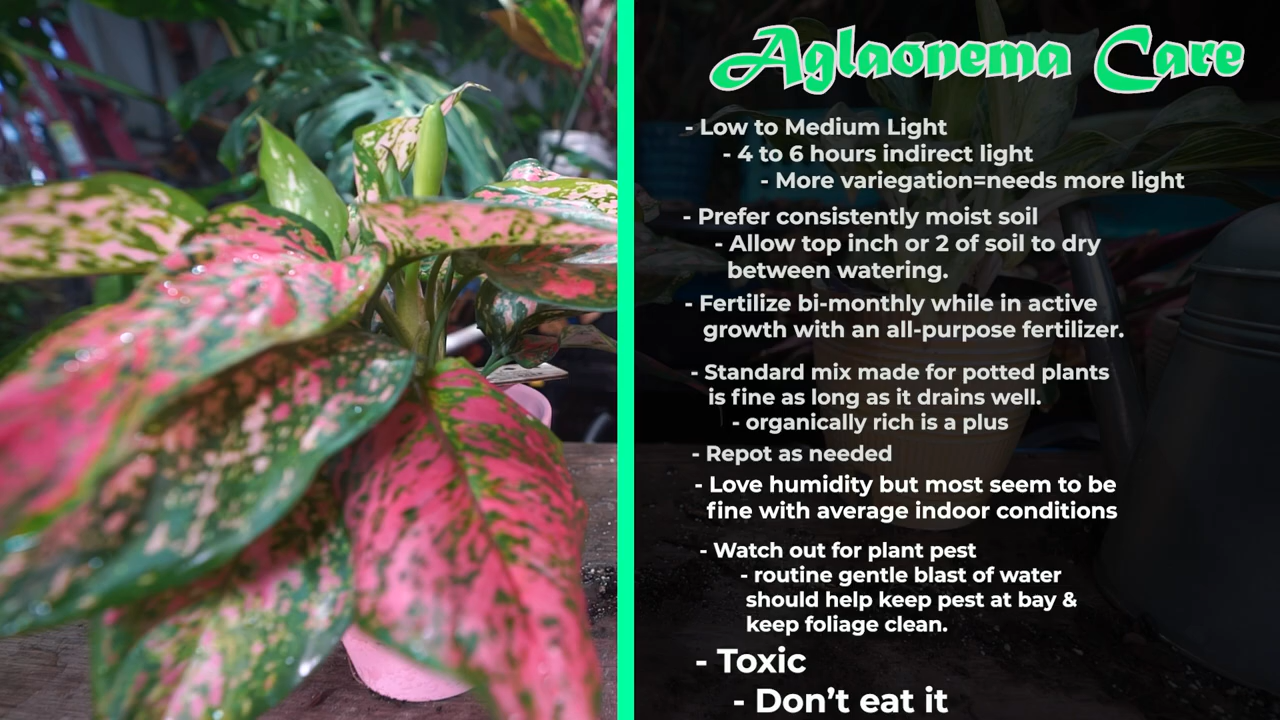 Aglaonema Care
- Low to Medium Light
- 4 to 6 hours indirect light
- More variegation=needs more light
- Prefer consistently moist soil
- Allow top inch or 2 of soil to dry
between watering.
- Fertilize bi-monthly while in active
growth with an all-purpose fertilizer.
- Standard mix made for potted plants
is fine as long as it drains well.
- organically rich is a plus
- Repot as needed
- Love humidity but most seem to be
fine with average indoor conditions
- Watch out for plant pest
- routine gentle blast of water
should help keep pest at bay &
keep foliage clean.
- Toxic
- Don’t eat it